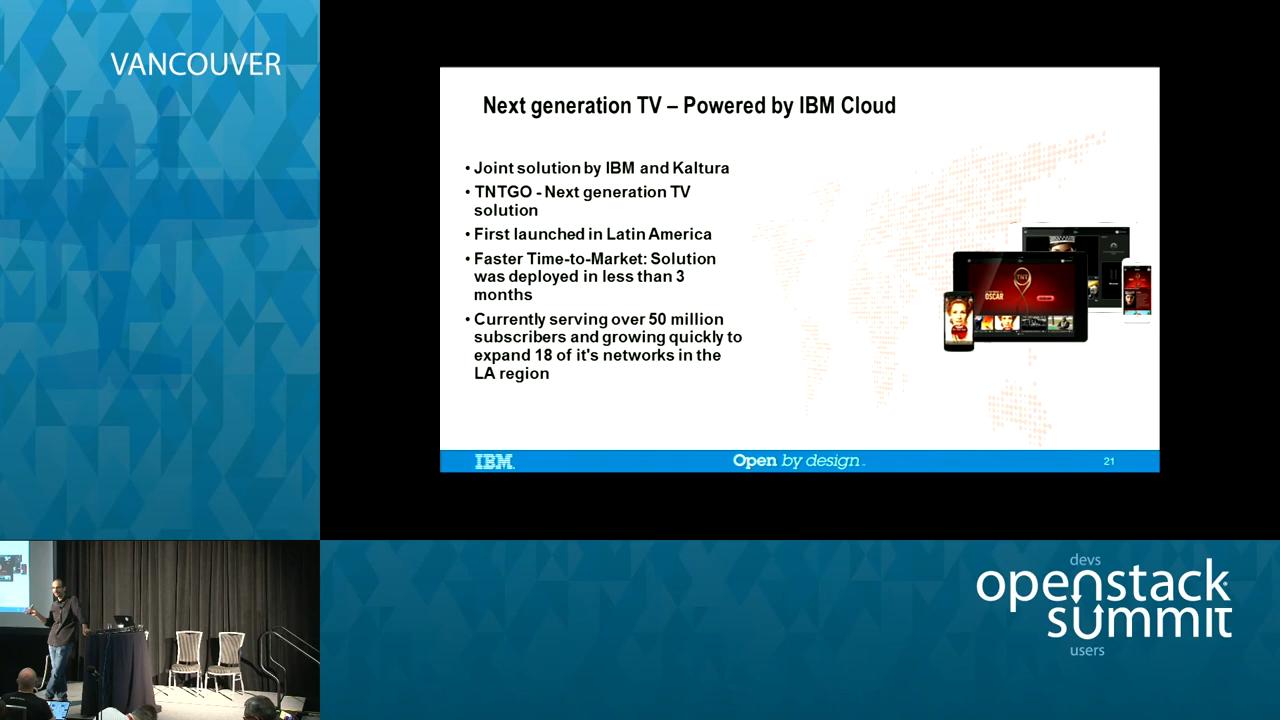 VANCOUVER
Next generation TV – Powered by IBM Cloud
• Joint solution by IBM and Kaltura
• TNTGO - Next generation TV
solution
• First launched in Latin America
• Faster Time-to-Market: Solution
was deployed in less than 3
months
• Currently serving over 50 million
subscribers and growing quickly to
expand 18 of it's networks in the
LA region
TNT
OSCAR
IBM
Open by design
21
devs
openstack
summit
users